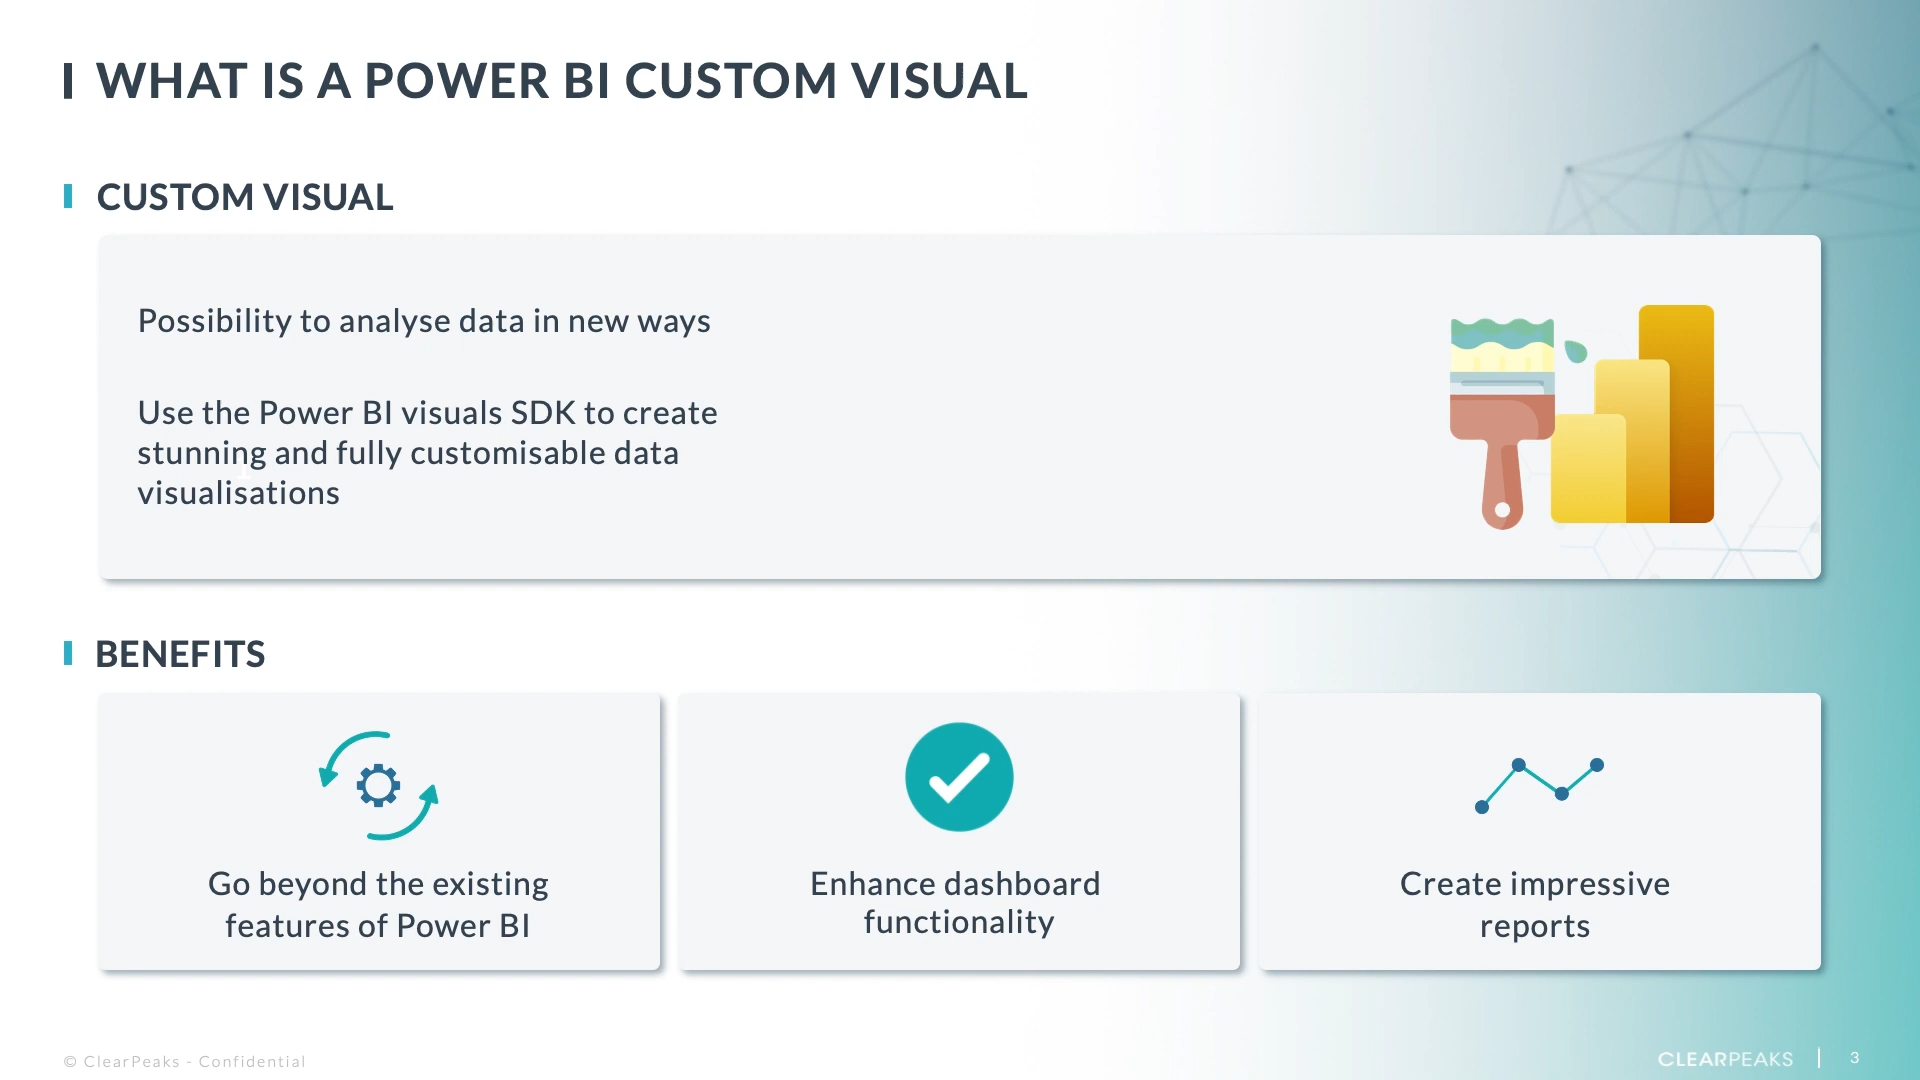 WHAT IS A POWER BI CUSTOM VISUAL
CUSTOM VISUAL
Possibility to analyse data in new ways
Use the Power BI visuals SDK to create
stunning and fully customisable data
visualisations
BENEFITS
Go beyond the existing
features of Power BI
Enhance dashboard
functionality
Create impressive
reports
© ClearPeaks - Confidential
CLEARPEAKS | 3